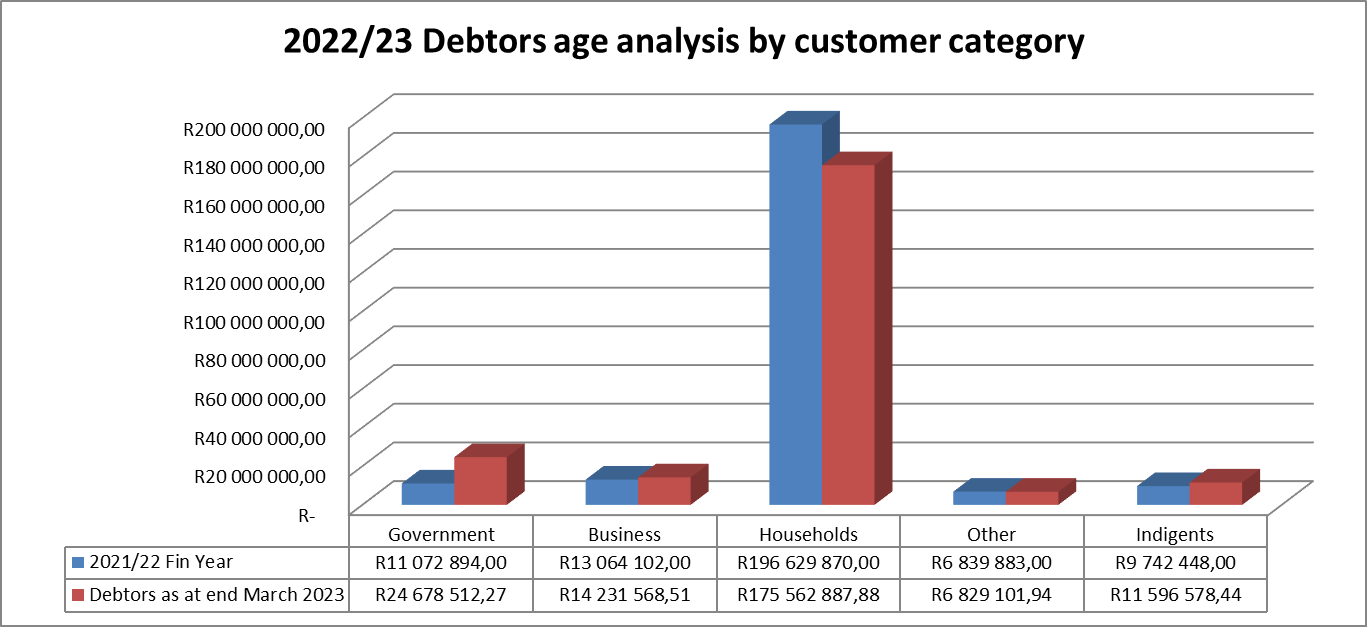 2022/23 Debtors age analysis by customer category
R200 000 000,00
R180 000 000,00
R160 000 000,00
R140 000 000,00
R120 000 000,00
R100 000 000,00
R80 000 000,00
R60 000 000,00
R40 000 000,00
R20 000 000,00
R-
Government Business Households Other Indigents
2021/22 Fin Year R11 072 894,00 R13 064 102,00 R196 629 870,00 R6 839 883,00 R9 742 448,00
Debtors as at end March 2023 R24 678 512,27 R14 231 568,51 R175 562 887,88 R6 829 101,94 R11 596 578,44